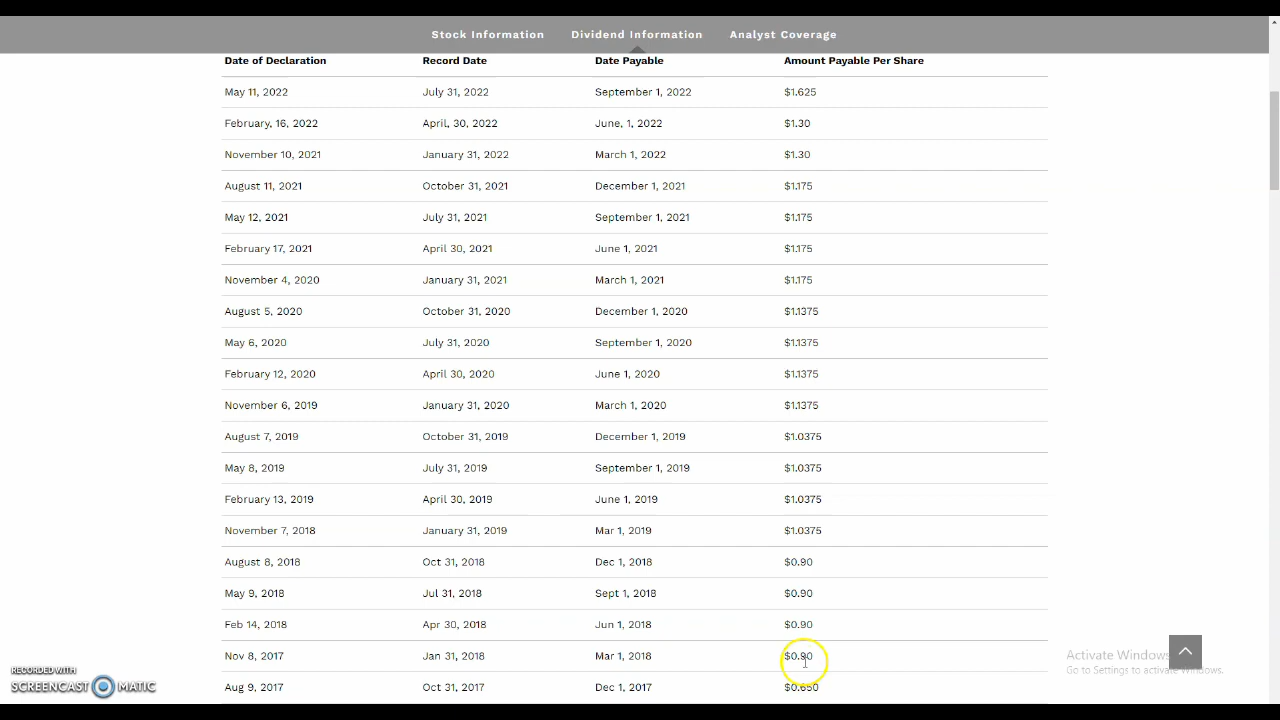 Stock Information Dividend Information Analyst Coverage
Date of Declaration Record Date Date Payable Amount Payable Per Share
May 11, 2022 July 31, 2022 September 1, 2022 $1.625
February, 16, 2022 April, 30, 2022 June, 1, 2022 $1.30
November 10, 2021 January 31, 2022 March 1, 2022 $1.30
August 11, 2021 October 31, 2021 December 1, 2021 $1.175
May 12, 2021 July 31, 2021 September 1, 2021 $1.175
February 17, 2021 April 30, 2021 June 1, 2021 $1.175
November 4, 2020 January 31, 2021 March 1, 2021 $1.175
August 5, 2020 October 31, 2020 December 1, 2020 $1.1375
May 6, 2020 July 31, 2020 September 1, 2020 $1.1375
February 12, 2020 April 30, 2020 June 1, 2020 $1.1375
November 6, 2019 January 31, 2020 March 1, 2020 $1.1375
August 7, 2019 October 31, 2019 December 1, 2019 $1.0375
May 8, 2019 July 31, 2019 September 1, 2019 $1.0375
February 13, 2019 April 30, 2019 June 1, 2019 $1.0375
November 7, 2018 January 31, 2019 Mar 1, 2019 $1.0375
August 8, 2018 Oct 31, 2018 Dec 1, 2018 $0.90
May 9, 2018 Jul 31, 2018 Sept 1, 2018 $0.90
Feb 14, 2018 Apr 30, 2018 Jun 1, 2018 $0.90
Nov 8, 2017 Jan 31, 2018 Mar 1, 2018 $0.90
Aug 9, 2017 Oct 31, 2017 Dec 1, 2017 $0.650
Activate Windows
Go to Settings to activate Windows.
RECORDED WITH
SCREENCAST MATIC